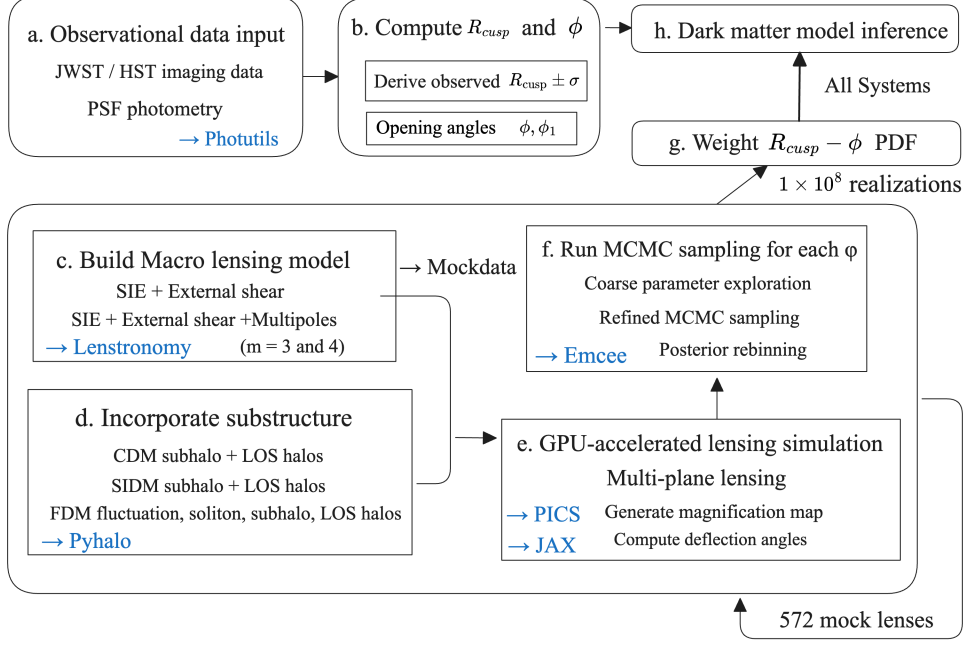 a. Observational data input
JWST / HST imaging data
PSF photometry
→ Photutils
b. Compute R_cusp and ϕ
Derive observed R_cusp ± σ
Opening angles ϕ, ϕ₁
h. Dark matter model inference
All Systems
g. Weight R_cusp − ϕ PDF
1 × 10⁸ realizations
c. Build Macro lensing model
SIE + External shear
SIE + External shear +Multipoles
→ Lenstronomy (m = 3 and 4)
→ Mockdata
d. Incorporate substructure
CDM subhalo + LOS halos
SIDM subhalo + LOS halos
FDM fluctuation, soliton, subhalo, LOS halos
→ Pyhalo
f. Run MCMC sampling for each φ
Coarse parameter exploration
Refined MCMC sampling
→ Emcee Posterior rebinning
e. GPU-accelerated lensing simulation
Multi-plane lensing
→ PICS Generate magnification map
→ JAX Compute deflection angles
572 mock lenses